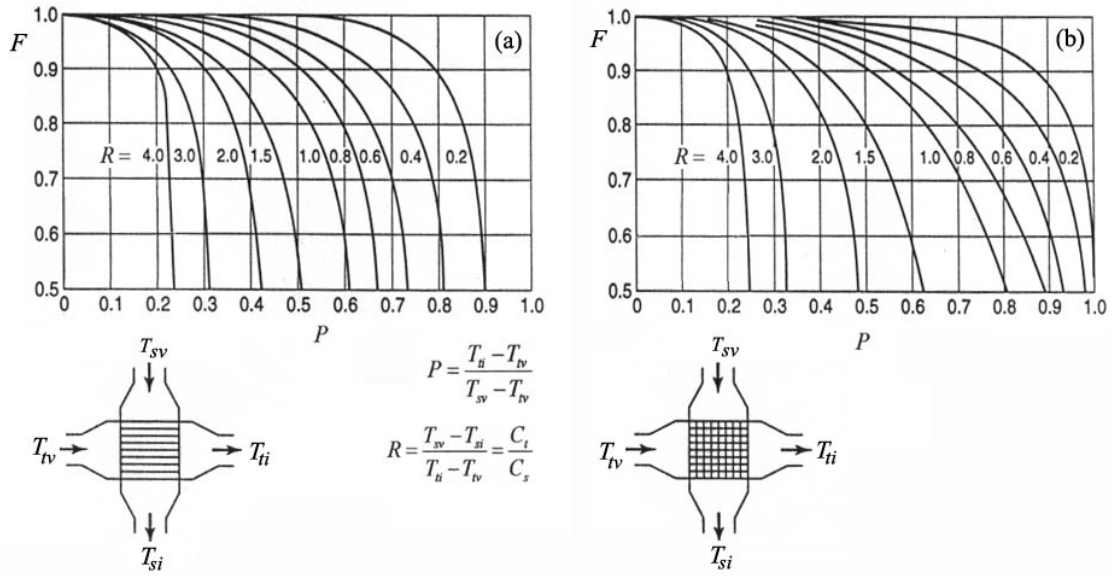 F
(a)
1.0
0.9
0.8
0.7
0.6
0.5
R = 4.0 3.0 2.0 1.5 1.0 0.8 0.6 0.4 0.2
0 0.1 0.2 0.3 0.4 0.5 0.6 0.7 0.8 0.9 1.0
P
F
(b)
1.0
0.9
0.8
0.7
0.6
0.5
R = 4.0 3.0 2.0 1.5 1.0 0.8 0.6 0.4 0.2
0 0.1 0.2 0.3 0.4 0.5 0.6 0.7 0.8 0.9 1.0
P
T_sv
T_tv
T_ti
T_si
P = (T_ti − T_tv) / (T_sv − T_tv)
R = (T_sv − T_si) / (T_ti − T_tv) = C_t / C_s
T_sv
T_tv
T_ti
T_si